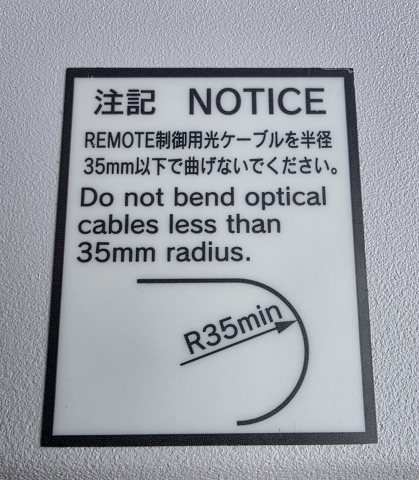 注記 NOTICE
REMOTE制御用光ケーブルを半径
35mm以下で曲げないでください。
Do not bend optical
cables less than
35mm radius.
R35min